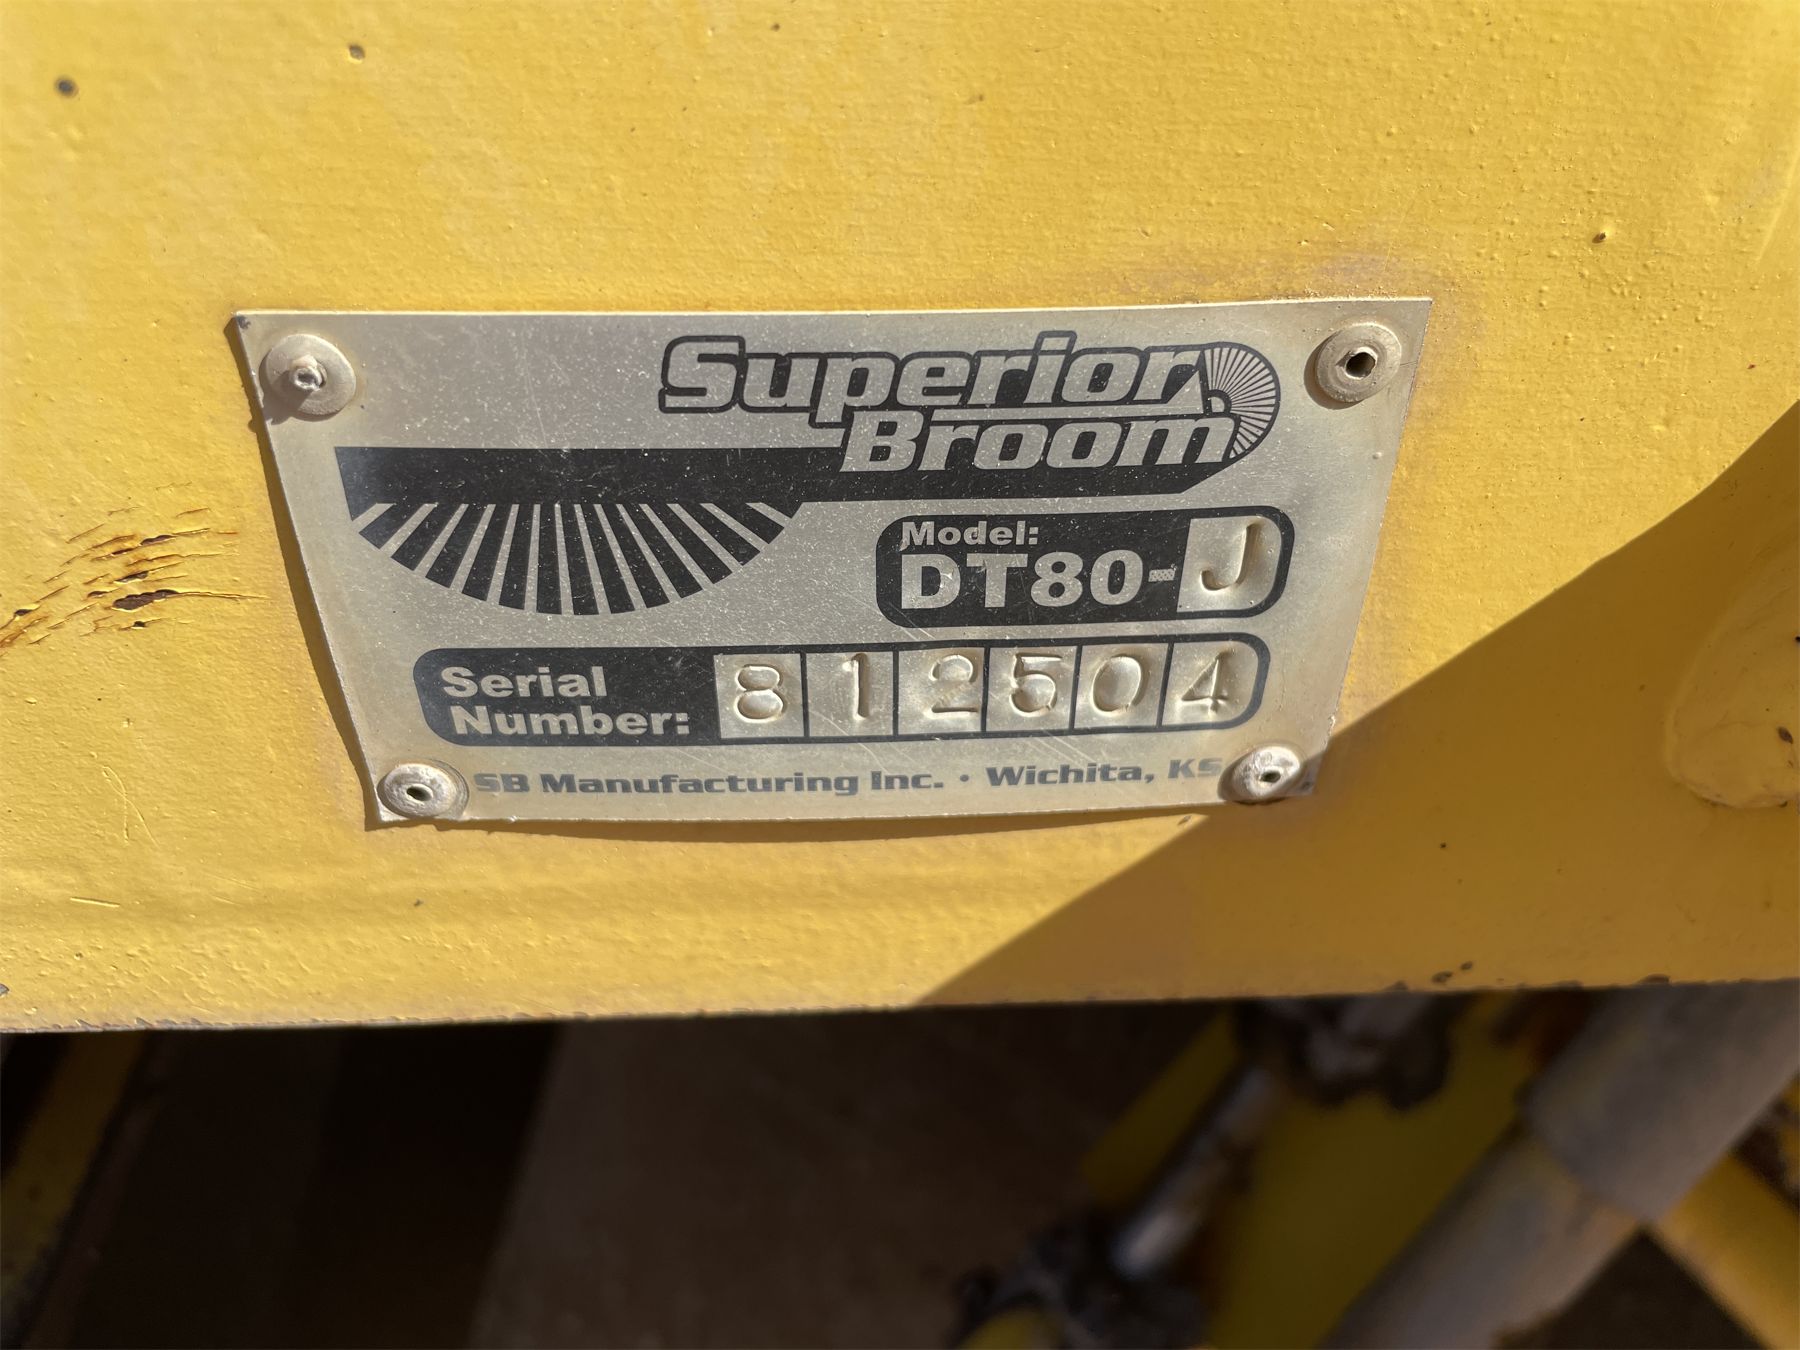 Superior
Broom
Model:
DT80-J
Serial
Number: 812504
SB Manufacturing Inc. • Wichita, KS